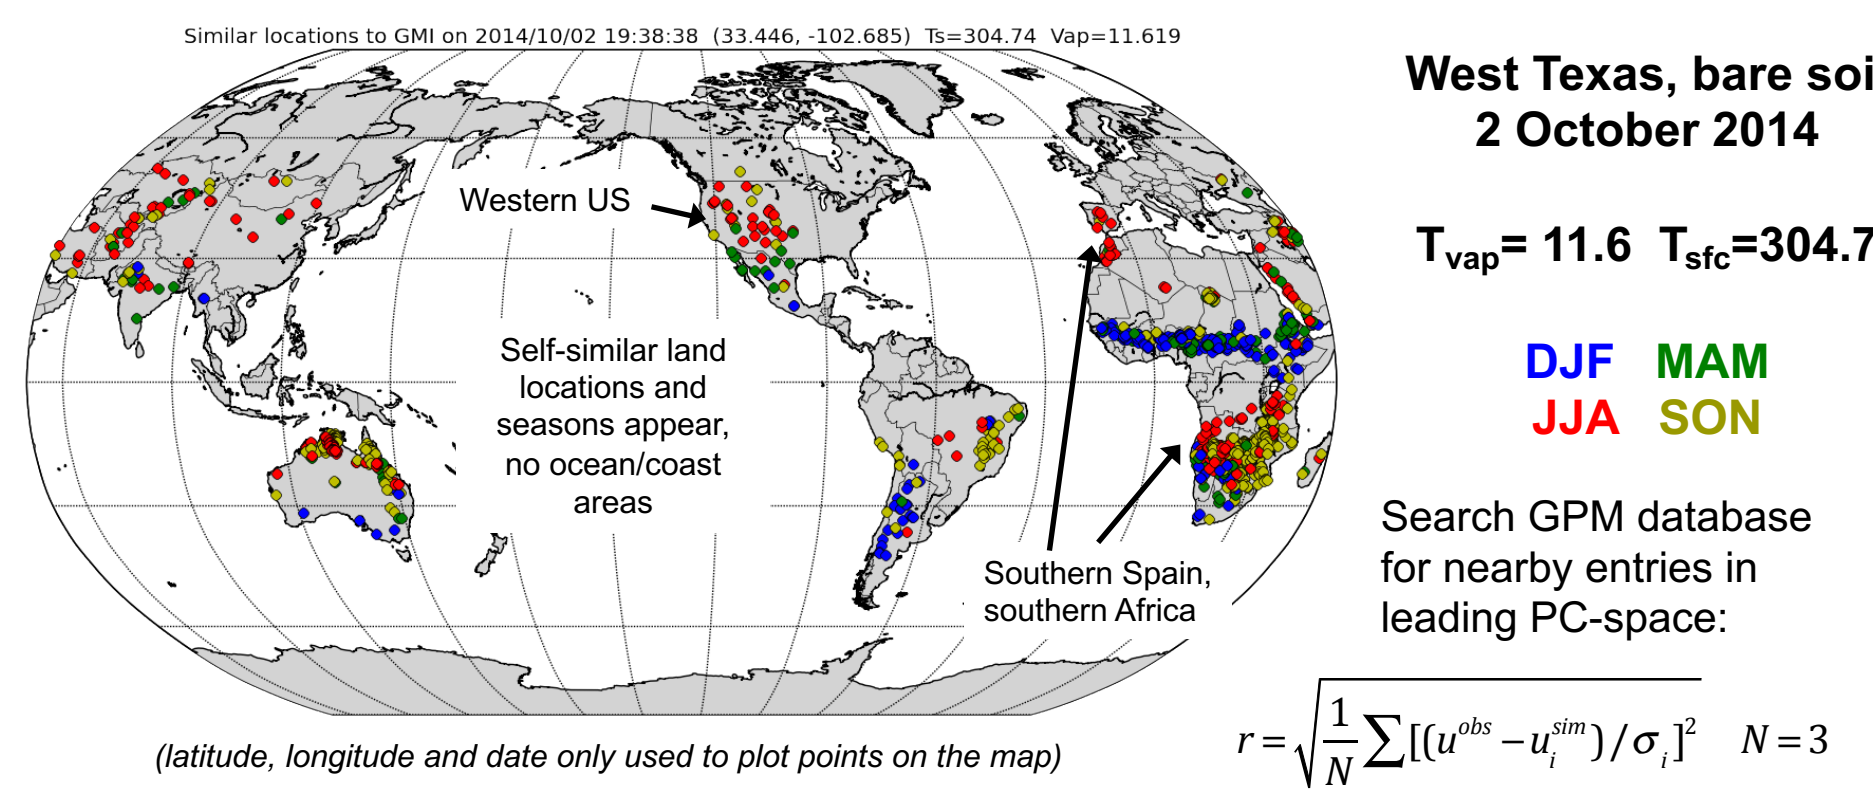 Similar locations to GMI on 2014/10/02 19:38:38 (33.446, -102.685) Ts=304.74 Vap=11.619
West Texas, bare soi
2 October 2014
Western US
T_vap= 11.6 T_sfc=304.7
Self-similar land
locations and
seasons appear,
no ocean/coast
areas
DJF MAM
JJA SON
Southern Spain,
southern Africa
Search GPM database
for nearby entries in
leading PC-space:
r = √(1/N ∑[(u^obs − u_i^sim) / σ_i]^2) N = 3
(latitude, longitude and date only used to plot points on the map)